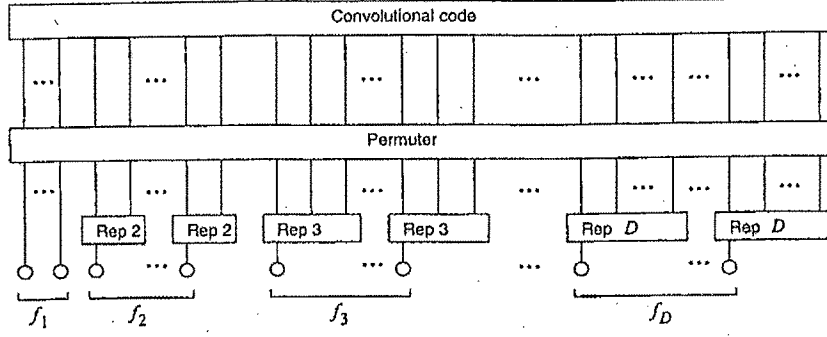 Convolutional code
... ... ... ... ... ... ...
Permuter
... ... ... ... ... ... ...
Rep 2 Rep 2 Rep 3 Rep 3 Rep D Rep D
... ... ... ...
f1 f2 f3 fD